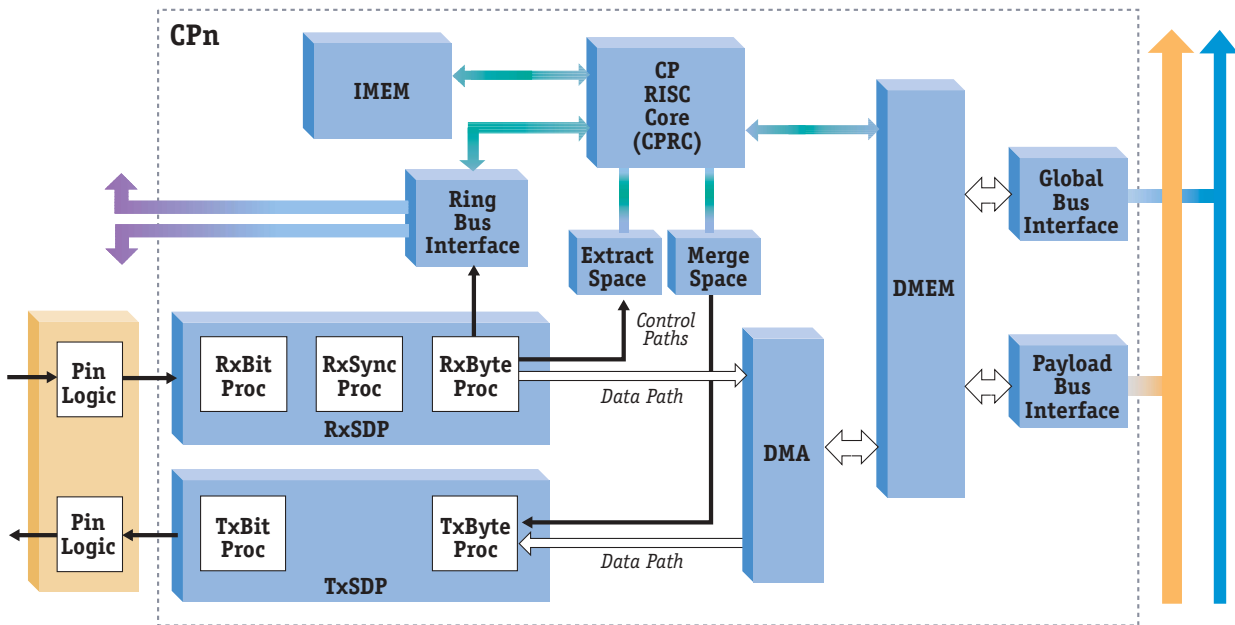 CPn
IMEM
CP
RISC
Core
(CPRC)
Ring
Bus
Interface
Extract
Space
Merge
Space
DMEM
Global
Bus
Interface
Control
Paths
Pin
Logic
RxBit
Proc
RxSync
Proc
RxByte
Proc
RxSDP
Data Path
DMA
Payload
Bus
Interface
Pin
Logic
TxBit
Proc
TxByte
Proc
TxSDP
Data Path